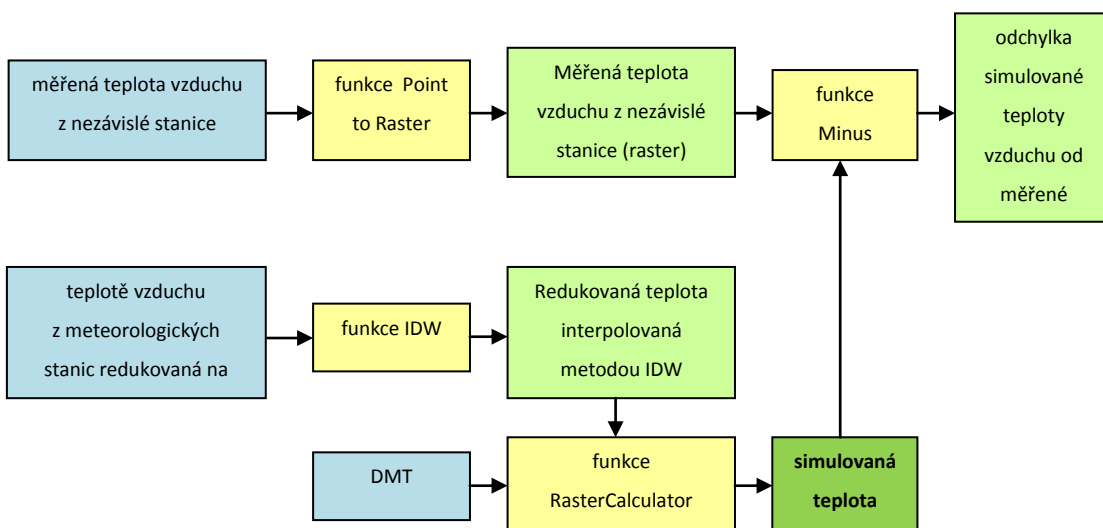 měřená teplota vzduchu
z nezávislé stanice
funkce Point
to Raster
Měřená teplota
vzduchu z nezávislé
stanice (raster)
funkce
Minus
odchylka
simulované
teploty
vzduchu od
měřené
teplotě vzduchu
z meteorologických
stanic redukovaná na
funkce IDW
Redukovaná teplota
interpolovaná
metodou IDW
DMT
funkce
RasterCalculator
simulovaná
teplota